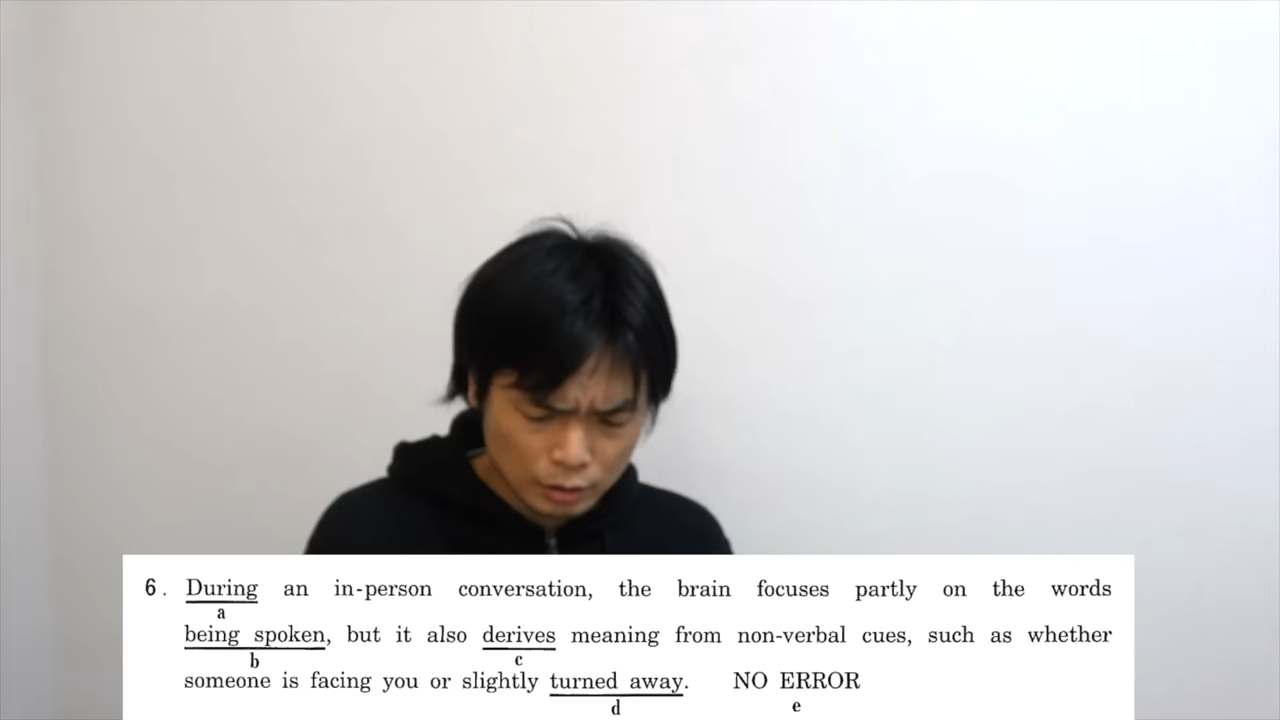 6. During an in-person conversation, the brain focuses partly on the words
a
being spoken, but it also derives meaning from non-verbal cues, such as whether
b c
someone is facing you or slightly turned away. NO ERROR
d e